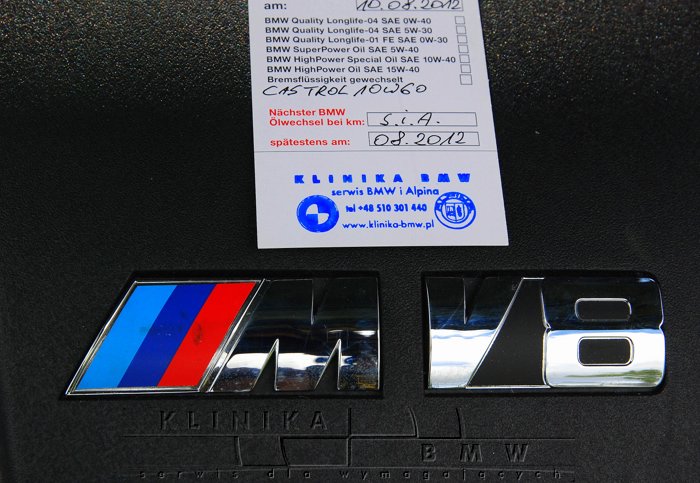 am: 10.08.2012
BMW Quality Longlife-04 SAE 0W-40
BMW Quality Longlife-04 SAE 5W-30
BMW Quality Longlife-01 FE SAE 0W-30
BMW SuperPower Oil SAE 5W-40
BMW HighPower Special Oil SAE 10W-40
BMW HighPower Oil SAE 15W-40
Bremsflüssigkeit gewechselt
CASTROL 10W60
Nächster BMW
Ölwechsel bei km: s.i.A.
spätestens am: 08.2012
KLINIKA BMW
serwis BMW i Alpina
tel +48 510 301 440
www.klinika-bmw.pl
M V8
KLINIKA
BMW
serwis dla wymagających